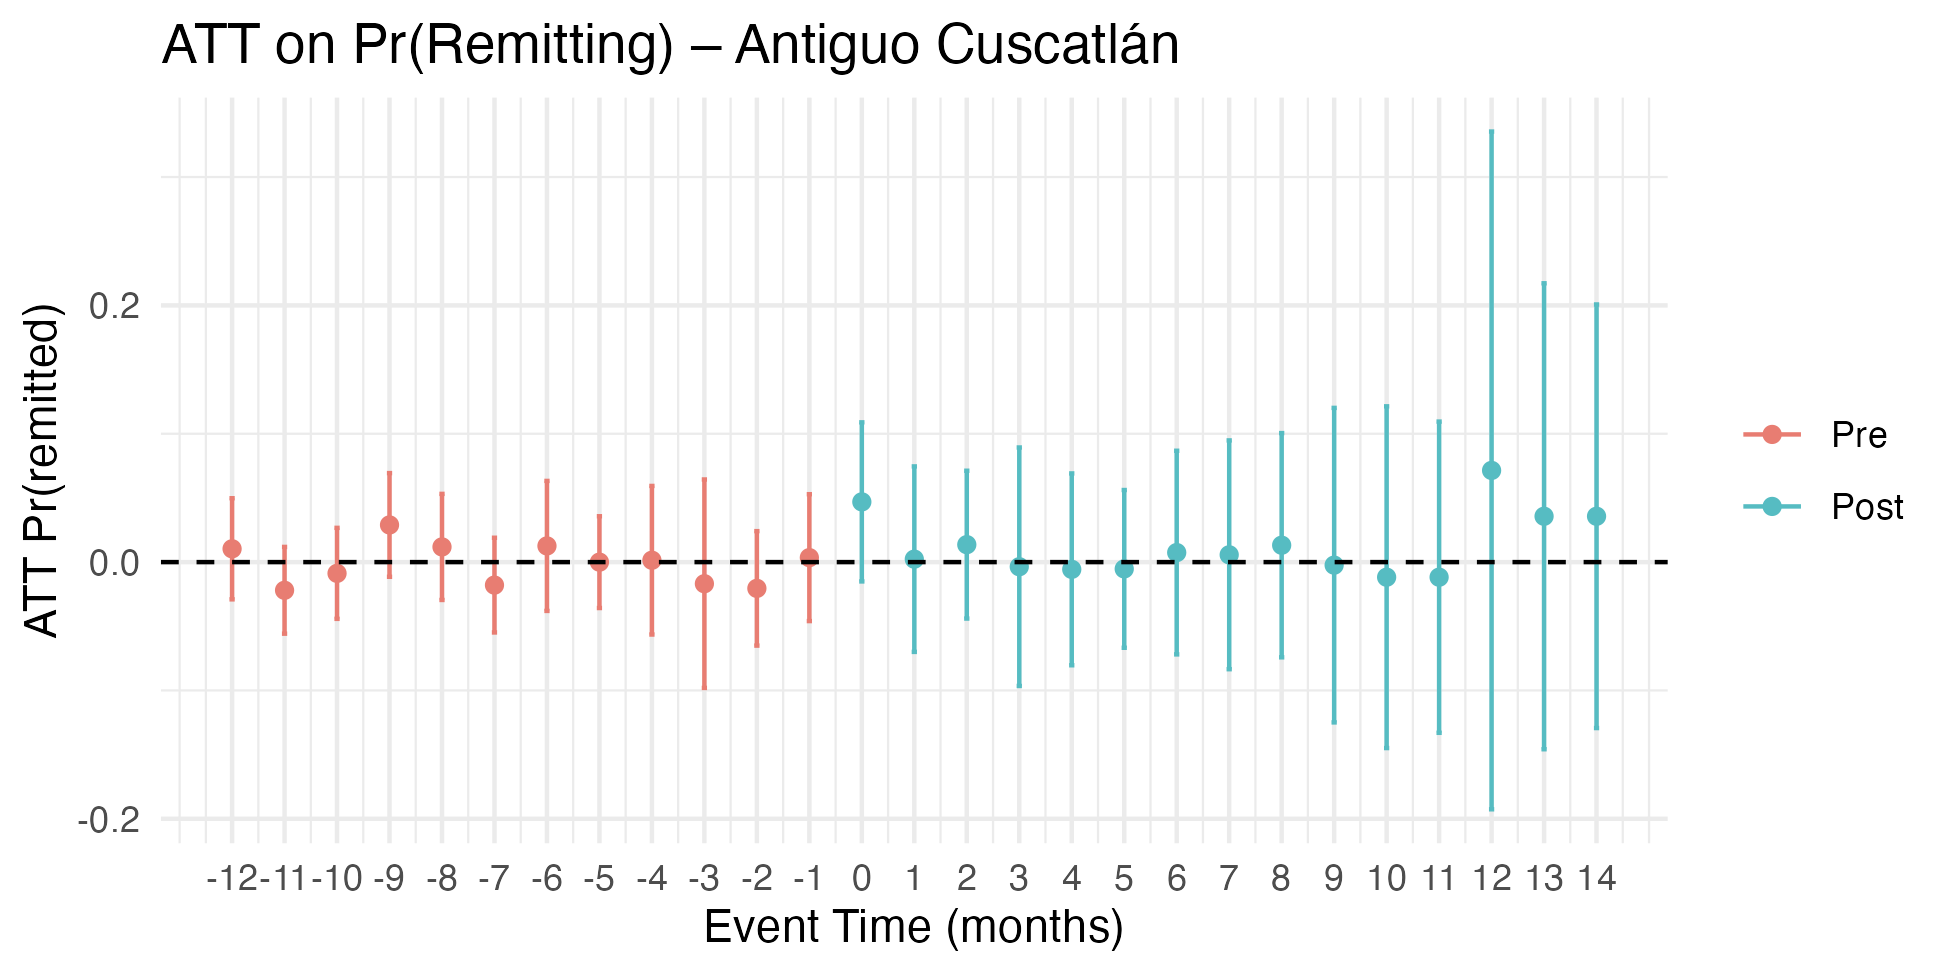 ATT on Pr(Remitting) – Antiguo Cuscatlán
ATT Pr(remitted)
0.2
0.0
-0.2
-12 -11 -10 -9 -8 -7 -6 -5 -4 -3 -2 -1 0 1 2 3 4 5 6 7 8 9 10 11 12 13 14
Event Time (months)
Pre
Post